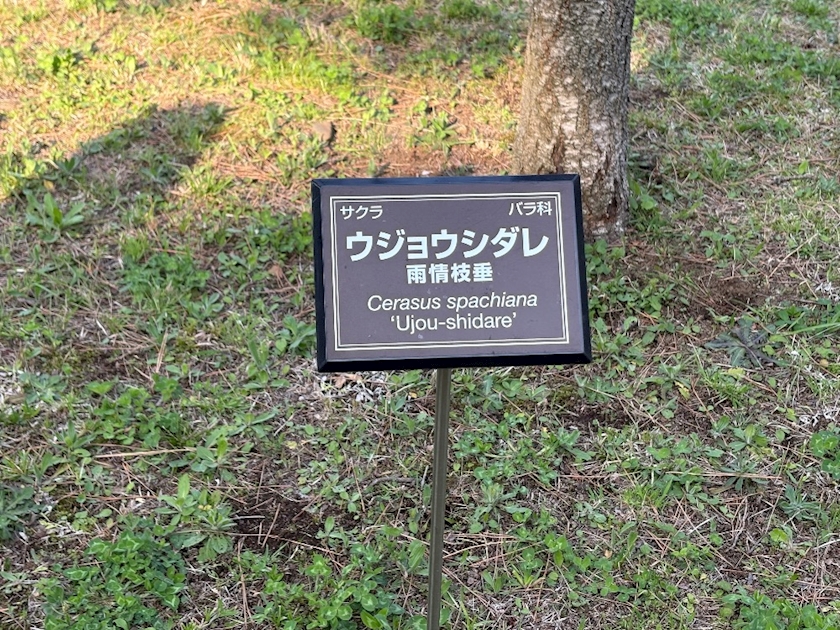 サクラ バラ科
ウジョウシダレ
雨情枝垂
Cerasus spachiana
‘Ujou-shidare’